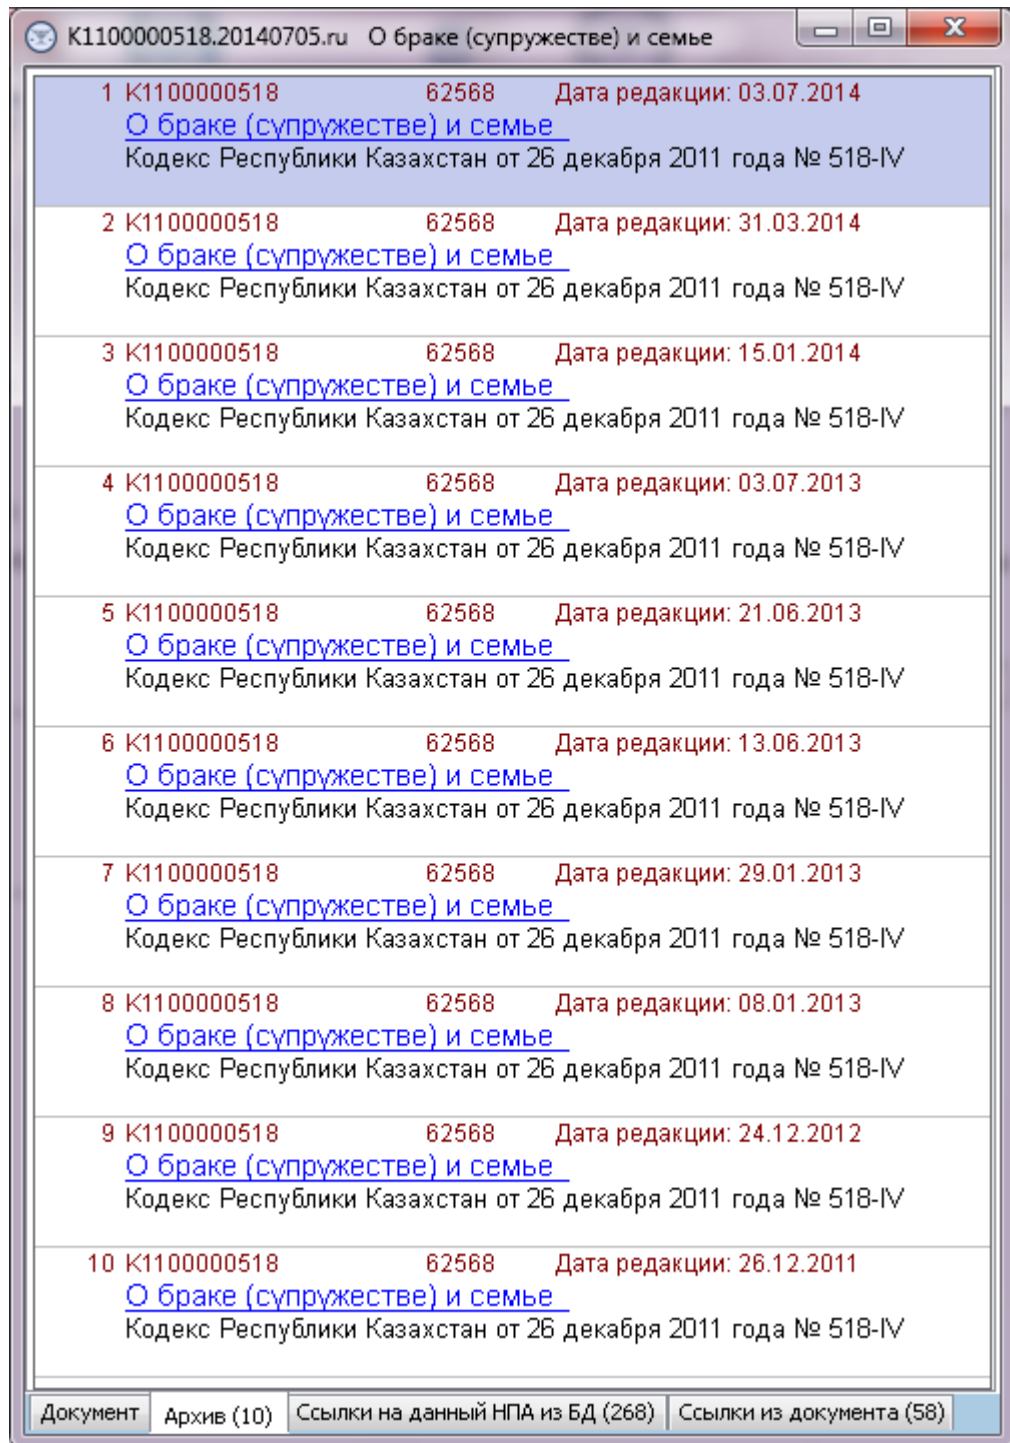 K1100000518.20140705.ru О браке (супружестве) и семье
1 K1100000518 62568 Дата редакции: 03.07.2014
О браке (супружестве) и семье
Кодекс Республики Казахстан от 26 декабря 2011 года № 518-IV
2 K1100000518 62568 Дата редакции: 31.03.2014
О браке (супружестве) и семье
Кодекс Республики Казахстан от 26 декабря 2011 года № 518-IV
3 K1100000518 62568 Дата редакции: 15.01.2014
О браке (супружестве) и семье
Кодекс Республики Казахстан от 26 декабря 2011 года № 518-IV
4 K1100000518 62568 Дата редакции: 03.07.2013
О браке (супружестве) и семье
Кодекс Республики Казахстан от 26 декабря 2011 года № 518-IV
5 K1100000518 62568 Дата редакции: 21.06.2013
О браке (супружестве) и семье
Кодекс Республики Казахстан от 26 декабря 2011 года № 518-IV
6 K1100000518 62568 Дата редакции: 13.06.2013
О браке (супружестве) и семье
Кодекс Республики Казахстан от 26 декабря 2011 года № 518-IV
7 K1100000518 62568 Дата редакции: 29.01.2013
О браке (супружестве) и семье
Кодекс Республики Казахстан от 26 декабря 2011 года № 518-IV
8 K1100000518 62568 Дата редакции: 08.01.2013
О браке (супружестве) и семье
Кодекс Республики Казахстан от 26 декабря 2011 года № 518-IV
9 K1100000518 62568 Дата редакции: 24.12.2012
О браке (супружестве) и семье
Кодекс Республики Казахстан от 26 декабря 2011 года № 518-IV
10 K1100000518 62568 Дата редакции: 26.12.2011
О браке (супружестве) и семье
Кодекс Республики Казахстан от 26 декабря 2011 года № 518-IV
Документ Архив (10) Ссылки на данный НПА из БД (268) Ссылки из документа (58)